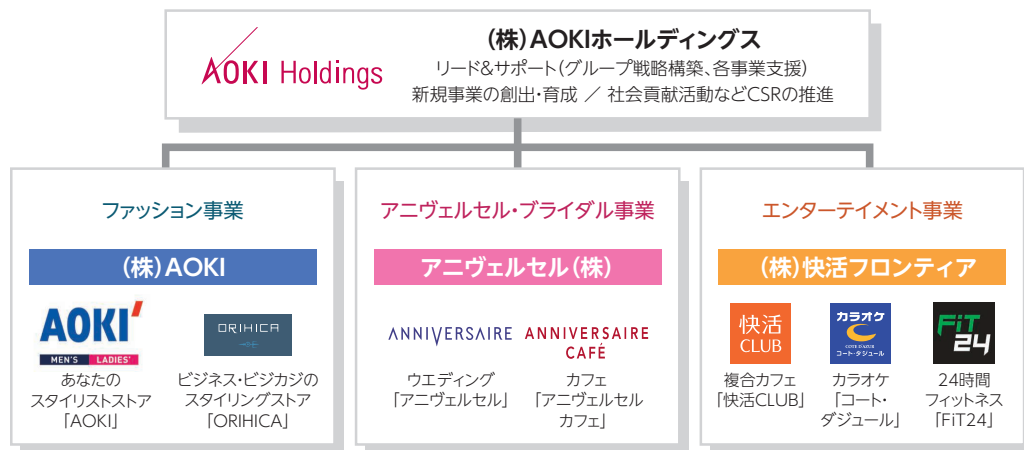 AOKI Holdings
(株)AOKIホールディングス
リード&サポート(グループ戦略構築、各事業支援)
新規事業の創出・育成 ／ 社会貢献活動などCSRの推進
ファッション事業
(株)AOKI
AOKI'
MEN'S LADIES'
あなたの
スタイリストストア
「AOKI」
ORIHICA
ビジネス・ビジカジの
スタイリングストア
「ORIHICA」
アニヴェルセル・ブライダル事業
アニヴェルセル(株)
ANNIVERSAIRE
ウエディング
「アニヴェルセル」
ANNIVERSAIRE
CAFÉ
カフェ
「アニヴェルセル
カフェ」
エンターテイメント事業
(株)快活フロンティア
快活
CLUB
複合カフェ
「快活CLUB」
カラオケ
COTE D'AZUR
コート・ダジュール
カラオケ
「コート・
ダジュール」
FiT
24
24時間
フィットネス
「FiT24」